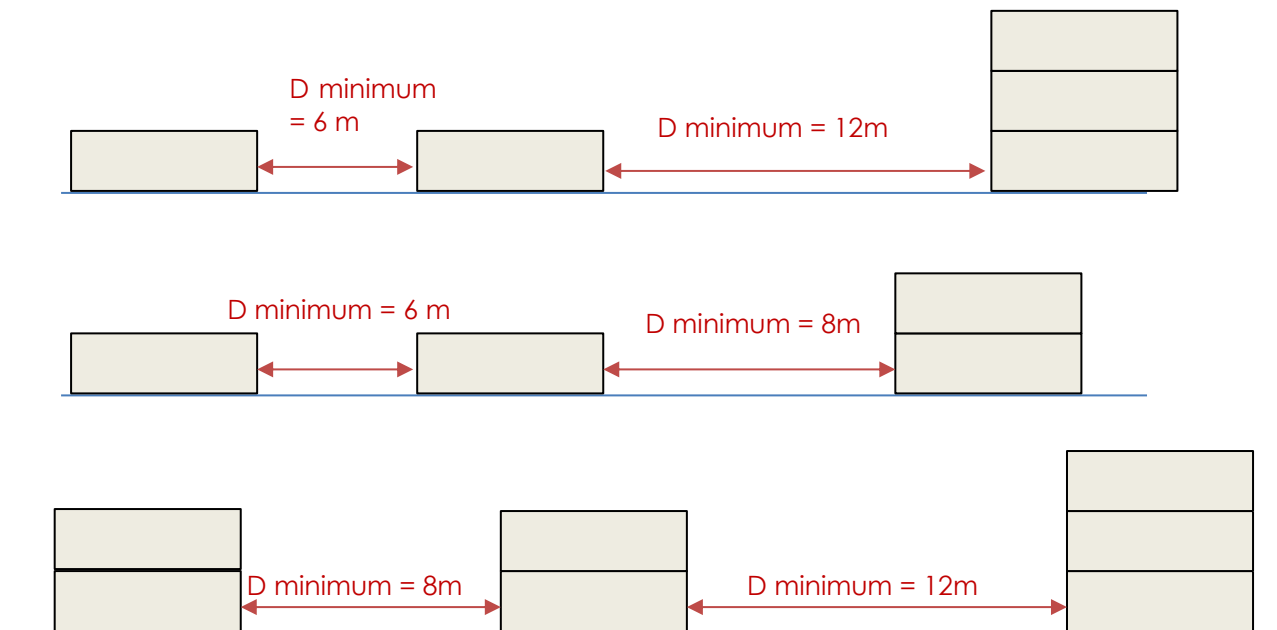 D minimum
= 6 m
D minimum = 12m
D minimum = 6 m
D minimum = 8m
D minimum = 8m
D minimum = 12m